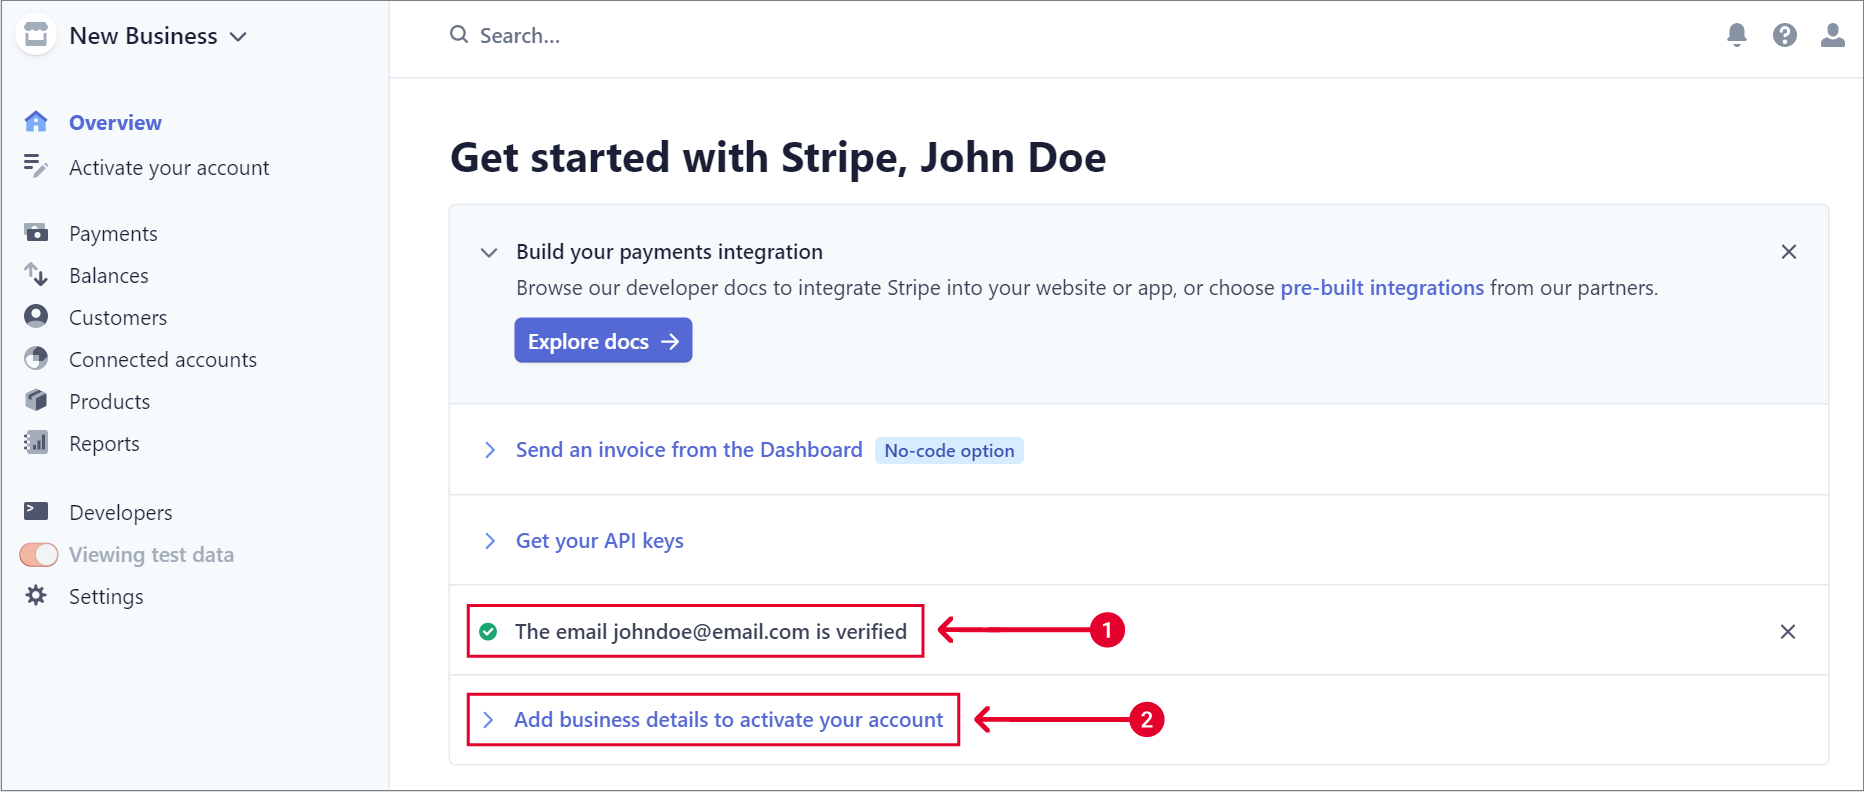 New Business
Search...
Overview
Activate your account
Payments
Balances
Customers
Connected accounts
Products
Reports
Developers
Viewing test data
Settings
Get started with Stripe, John Doe
Build your payments integration
Browse our developer docs to integrate Stripe into your website or app, or choose pre-built integrations from our partners.
Explore docs →
Send an invoice from the Dashboard No-code option
Get your API keys
The email johndoe@email.com is verified 1
Add business details to activate your account 2